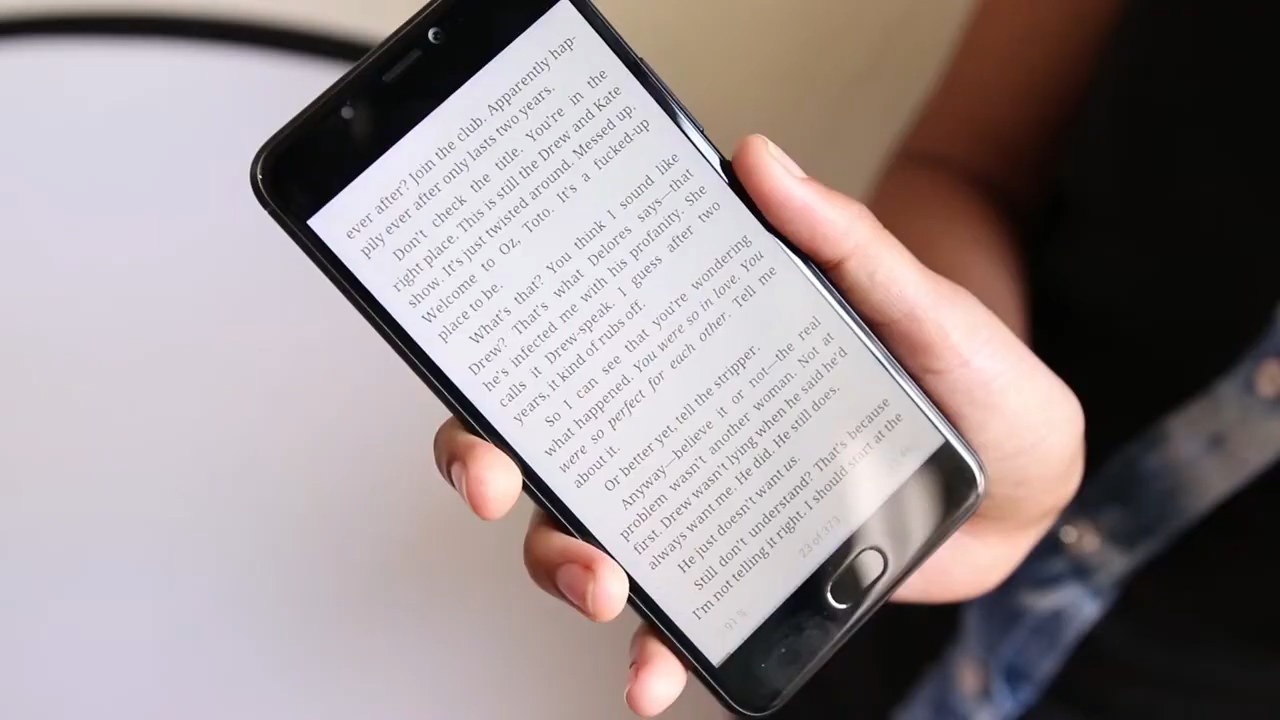 ever after? Join the club. Apparently hap-
pily ever after only lasts two years.
Don't check the title. You're in the
right place. This is still the Drew and Kate
show. It's just twisted around. Messed up.
Welcome to Oz, Toto. It's a fucked-up
place to be.
What's that? You think I sound like
Drew? That's what Delores says—that
he's infected me with his profanity. She
calls it Drew-speak. I guess after two
years, it kind of rubs off.
So I can see that you're wondering
what happened. You were so in love. You
were so perfect for each other. Tell me
about it.
Or better yet, tell the stripper.
Anyway—believe it or not—the real
problem wasn't another woman. Not at
first. Drew wasn't lying when he said he'd
always want me. He did. He still does.
He just doesn't want us.
Still don't understand? That's because
I'm not telling it right. I should start at the
23 of 373